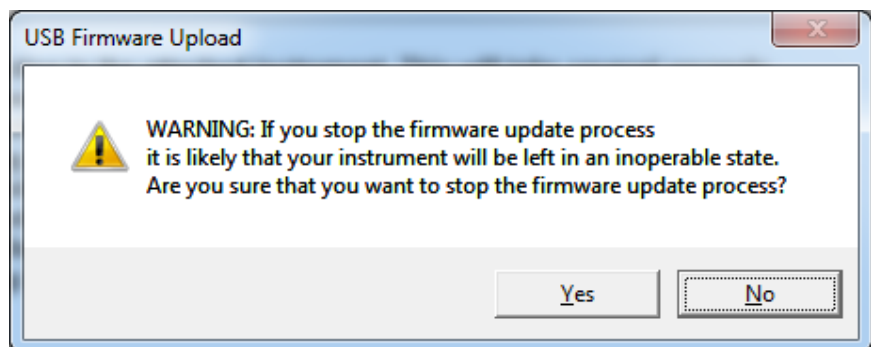 USB Firmware Upload
WARNING: If you stop the firmware update process
it is likely that your instrument will be left in an inoperable state.
Are you sure that you want to stop the firmware update process?
Yes
No